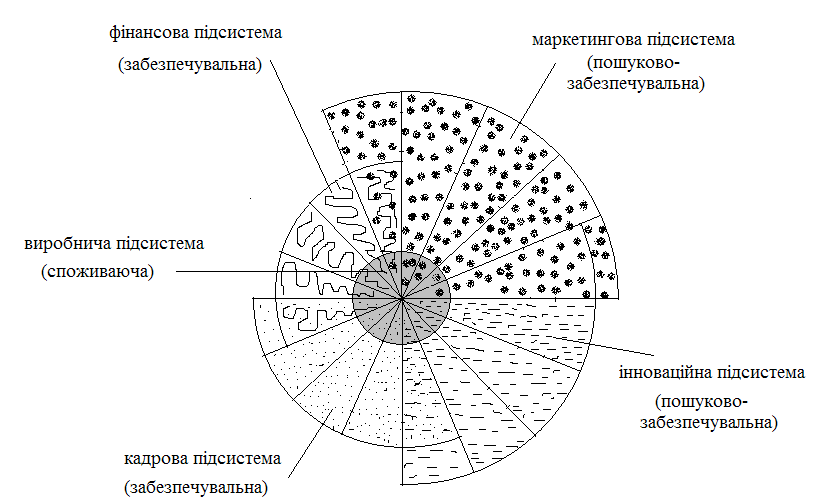 фінансова підсистема
(забезпечувальна)
маркетингова підсистема
(пошуково-
забезпечувальна)
виробнича підсистема
(споживаюча)
інноваційна підсистема
(пошуково-
забезпечувальна)
кадрова підсистема
(забезпечувальна)